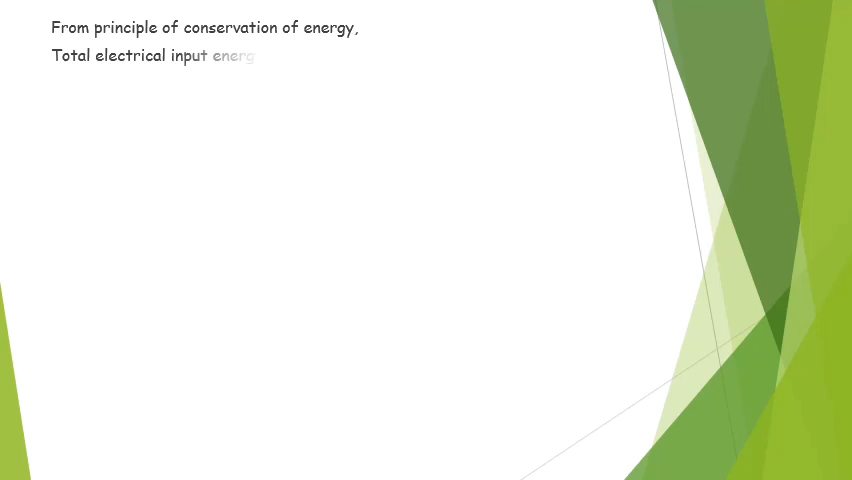 From principle of conservation of energy,
Total electrical input energ